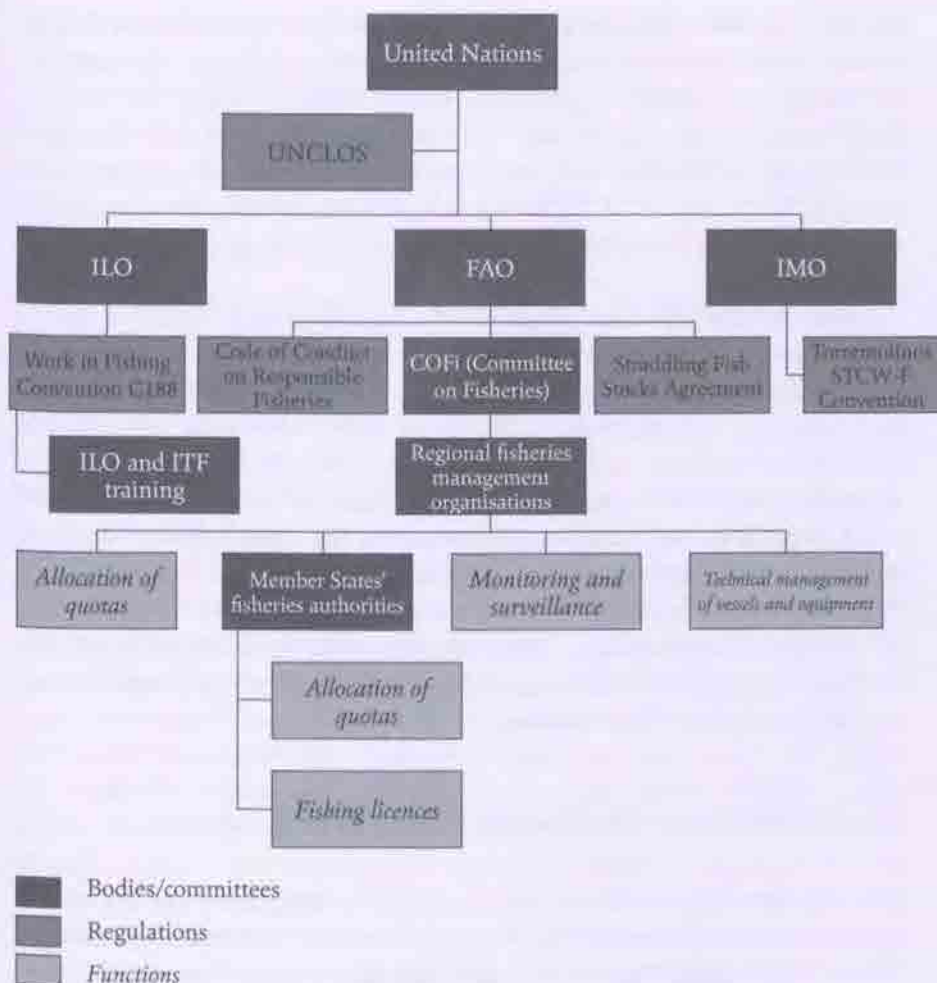 United Nations
UNCLOS
ILO
FAO
IMO
Work in Fishing
Convention C188
Code of Conduct
on Responsible
Fisheries
COFi (Committee
on Fisheries)
Straddling Fish
Stocks Agreement
Torremolinos
STCW-F
Convention
ILO and ITF
training
Regional fisheries
management
organisations
Allocation of
quotas
Member States'
fisheries authorities
Monitoring and
surveillance
Technical management
of vessels and equipment
Allocation of
quotas
Fishing licences
Bodies/committees
Regulations
Functions